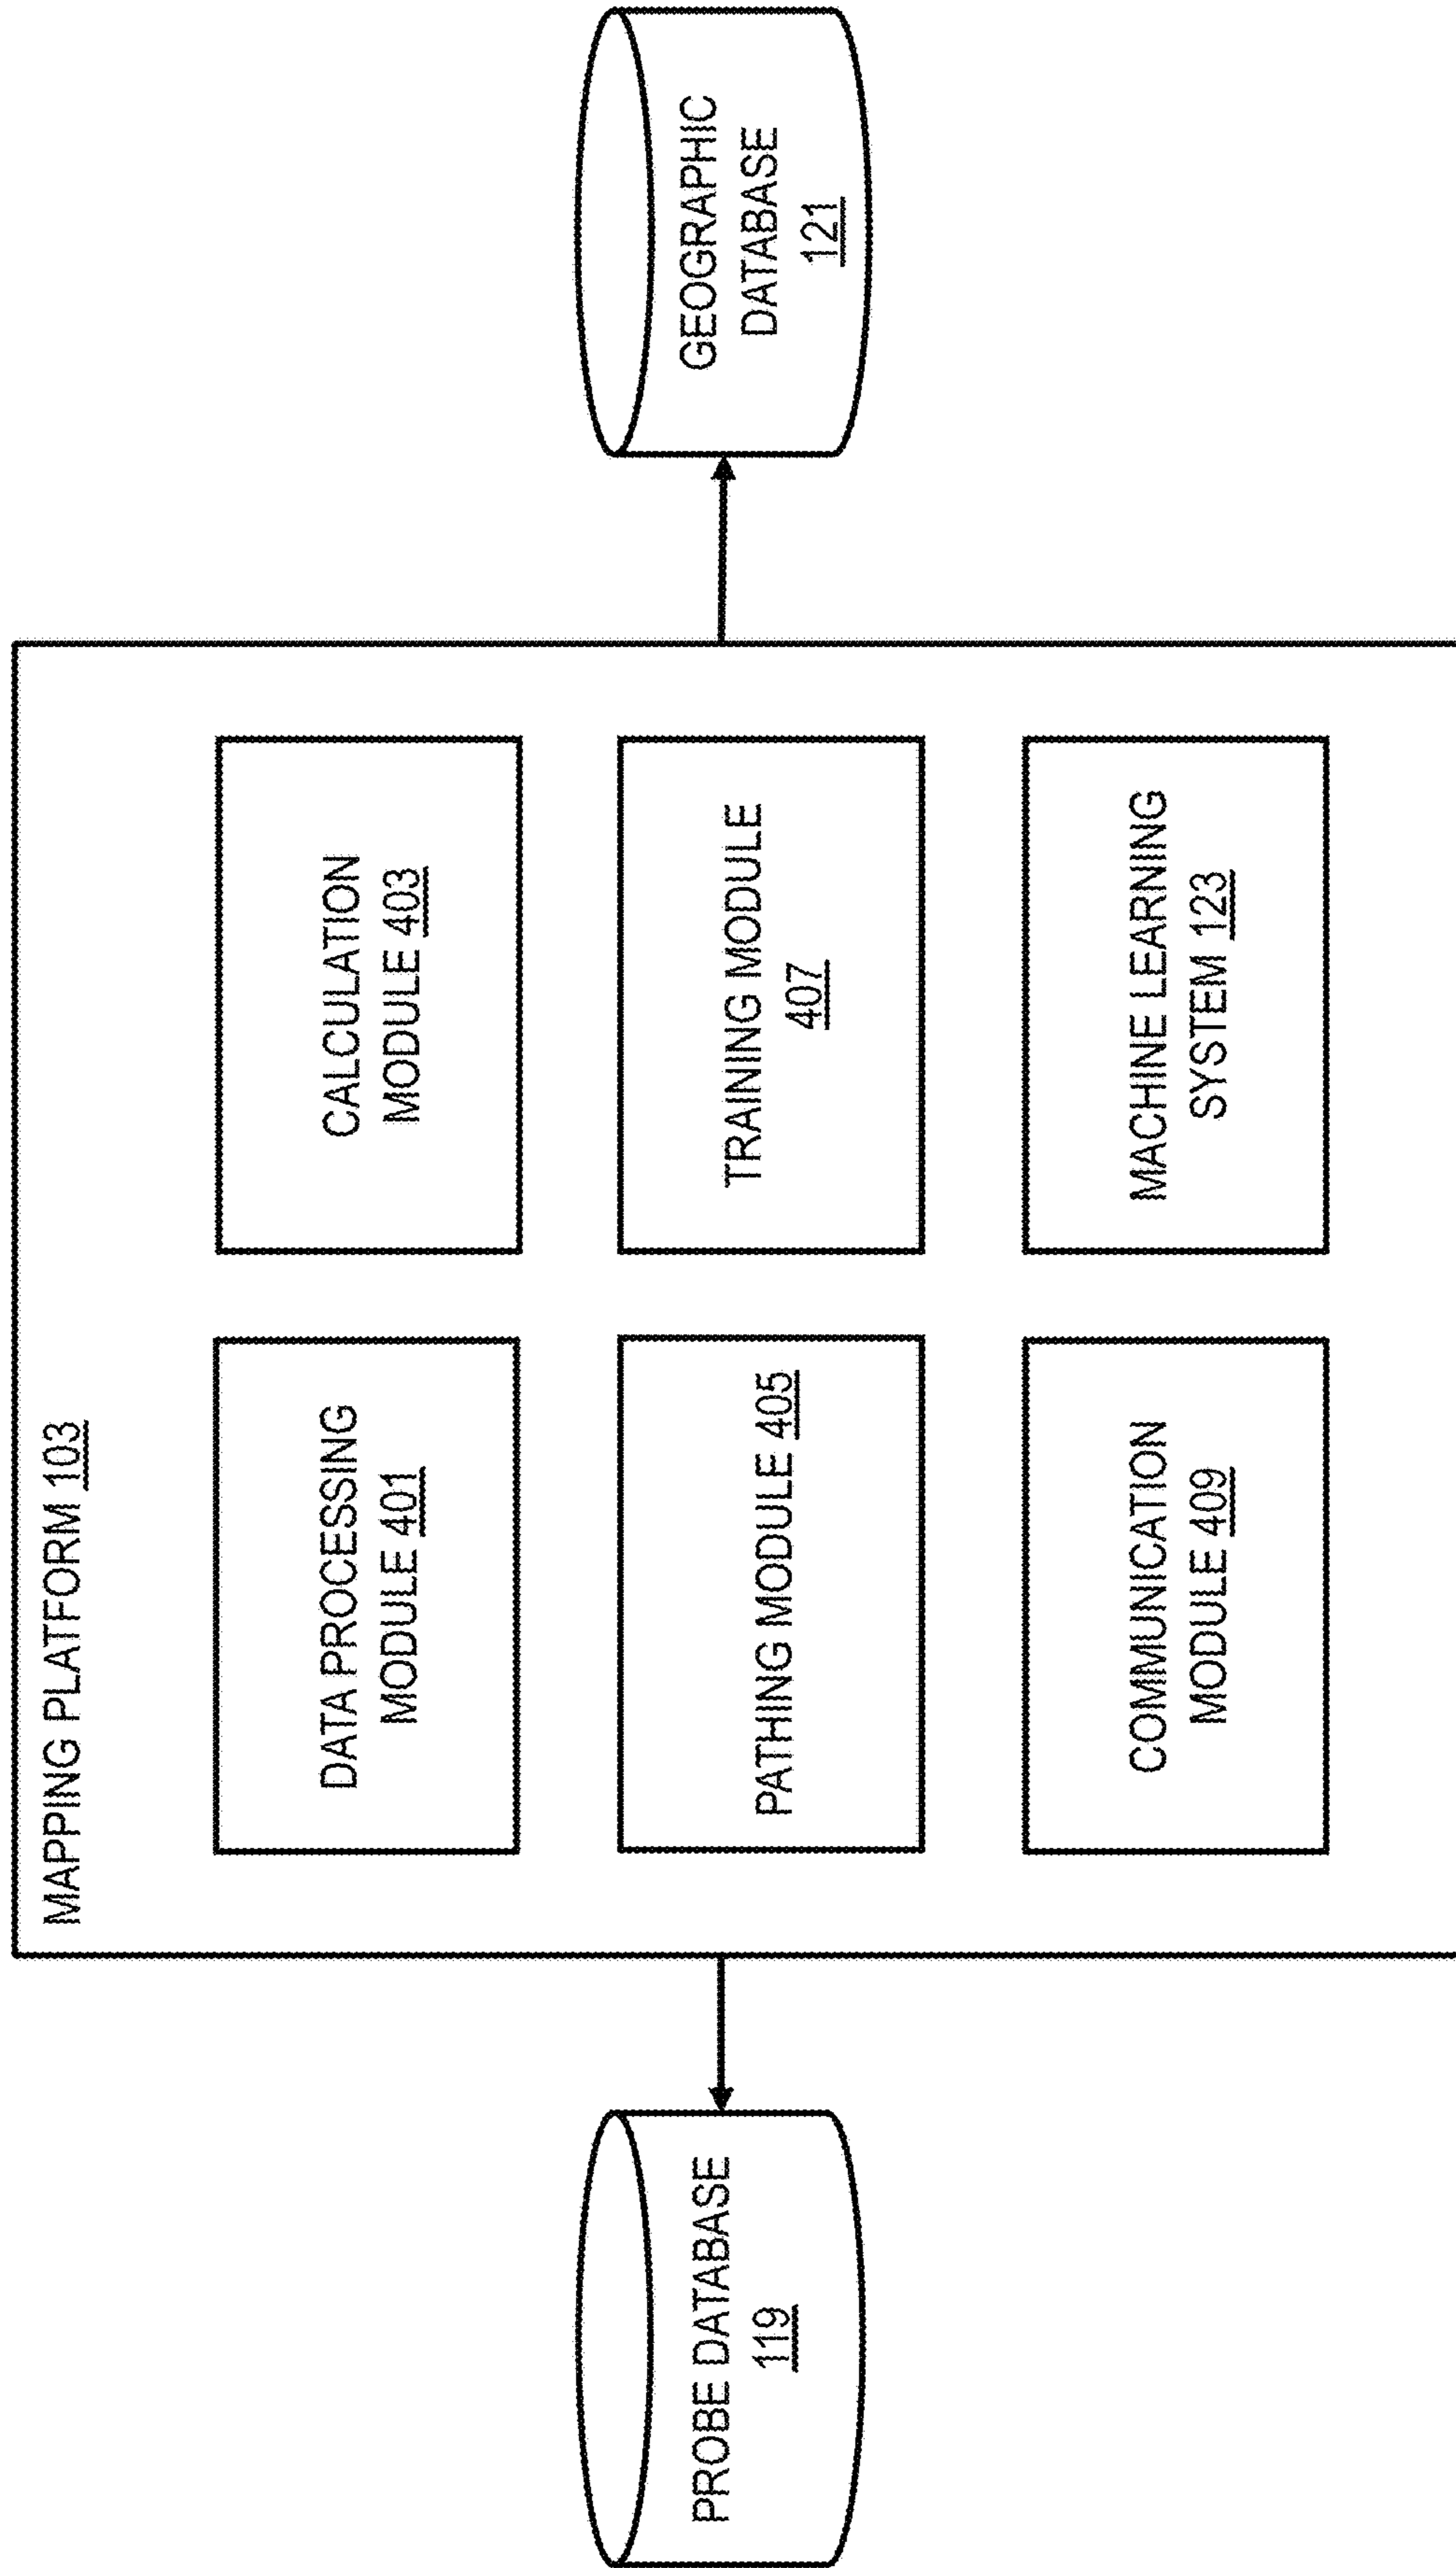 MAPPING PLATFORM 103
DATA PROCESSING
MODULE 401
CALCULATION
MODULE 403
PATHING MODULE 405
TRAINING MODULE
407
COMMUNICATION
MODULE 409
MACHINE LEARNING
SYSTEM 123
PROBE DATABASE
119
GEOGRAPHIC
DATABASE
121